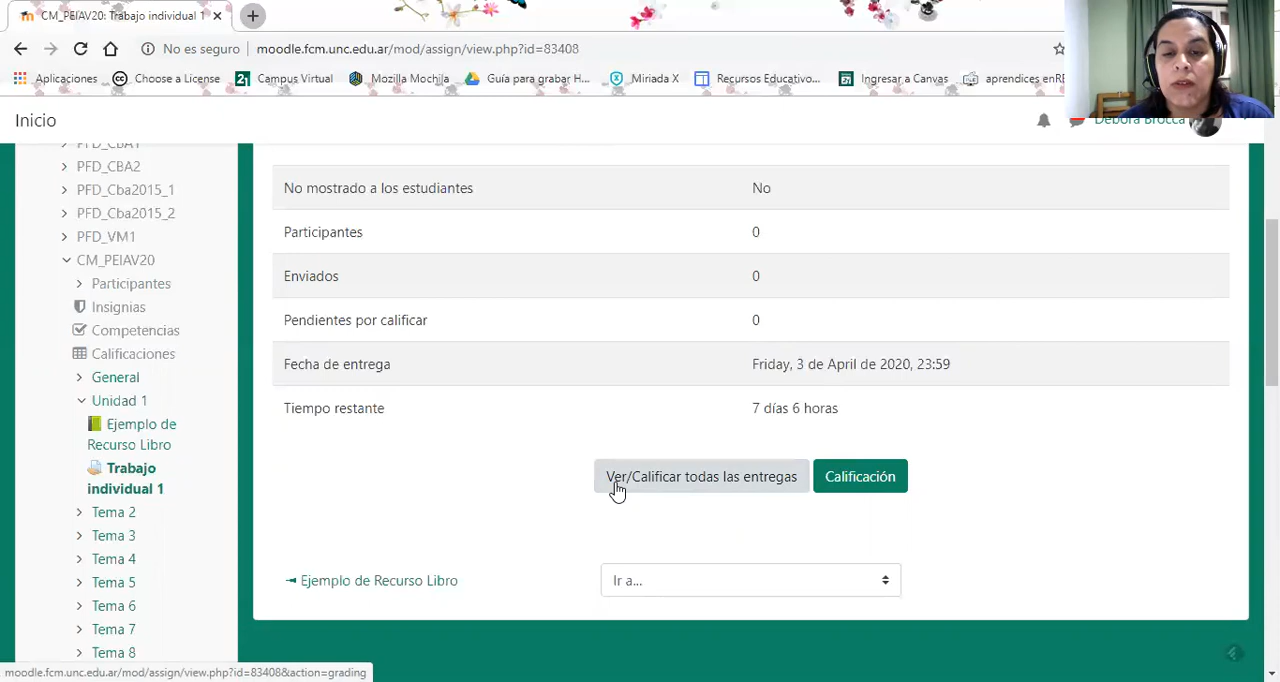 CM_PEIAV20: Trabajo individual 1
No es seguro
moodle.fcm.unc.edu.ar/mod/assign/view.php?id=83408
Aplicaciones
Choose a License
Campus Virtual
Mozilla Mochila
Guía para grabar H...
Miriada X
Recursos Educativo...
Ingresar a Canvas
aprendices enRE
Inicio
Debora Brocca
PFD_CBA1
PFD_CBA2
PFD_Cba2015_1
PFD_Cba2015_2
PFD_VM1
CM_PEIAV20
Participantes
Insignias
Competencias
Calificaciones
General
Unidad 1
Ejemplo de
Recurso Libro
Trabajo
individual 1
Tema 2
Tema 3
Tema 4
Tema 5
Tema 6
Tema 7
Tema 8
No mostrado a los estudiantes No
Participantes 0
Enviados 0
Pendientes por calificar 0
Fecha de entrega Friday, 3 de April de 2020, 23:59
Tiempo restante 7 días 6 horas
Ver/Calificar todas las entregas Calificación
◄ Ejemplo de Recurso Libro
Ir a...
moodle.fcm.unc.edu.ar/mod/assign/view.php?id=83408&action=grading